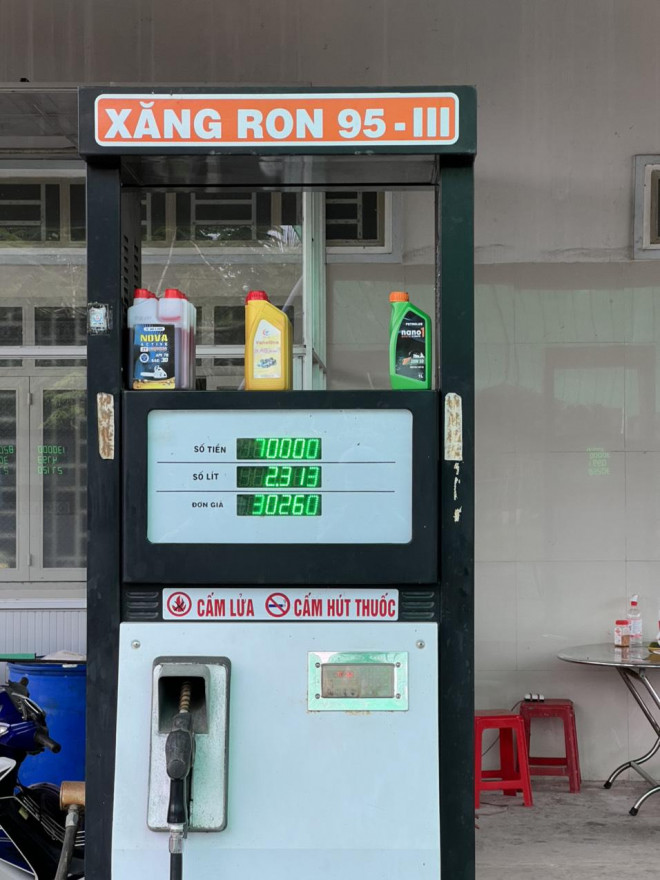 XĂNG RON 95 - III
NOVA
ACTIVE
nano
SỐ TIỀN 70000
SỐ LÍT 2.313
ĐƠN GIÁ 30260
CẤM LỬA CẤM HÚT THUỐC